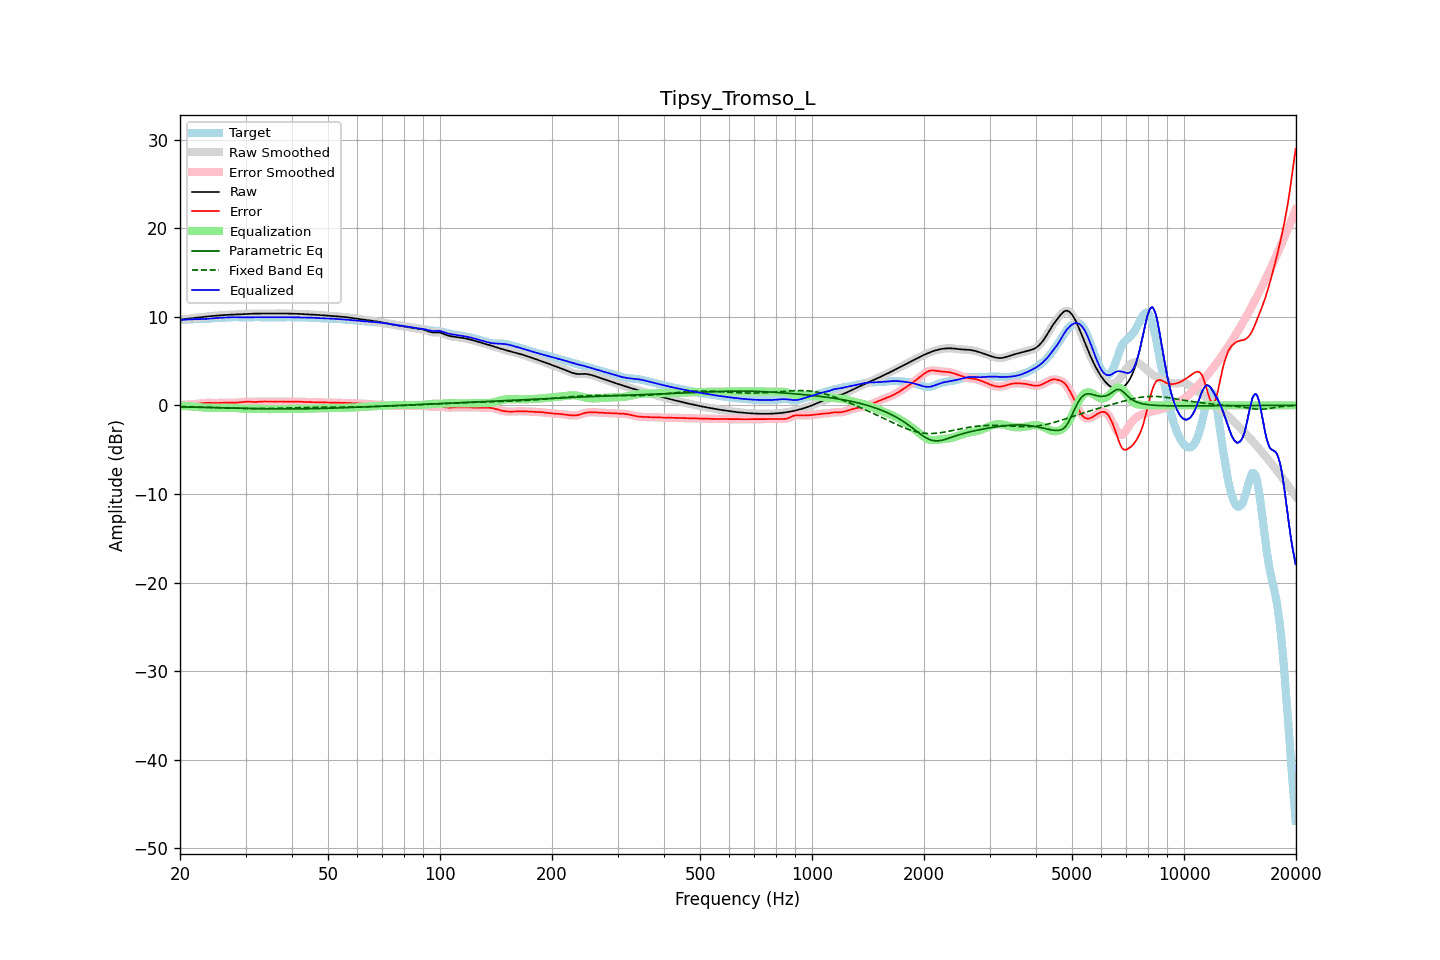 Tipsy_Tromso_L
Target
Raw Smoothed
Error Smoothed
Raw
Error
Equalization
Parametric Eq
Fixed Band Eq
Equalized
30
20
10
0
−10
−20
−30
−40
−50
Amplitude (dBr)
20
50
100
200
500
1000
2000
5000
10000
20000
Frequency (Hz)